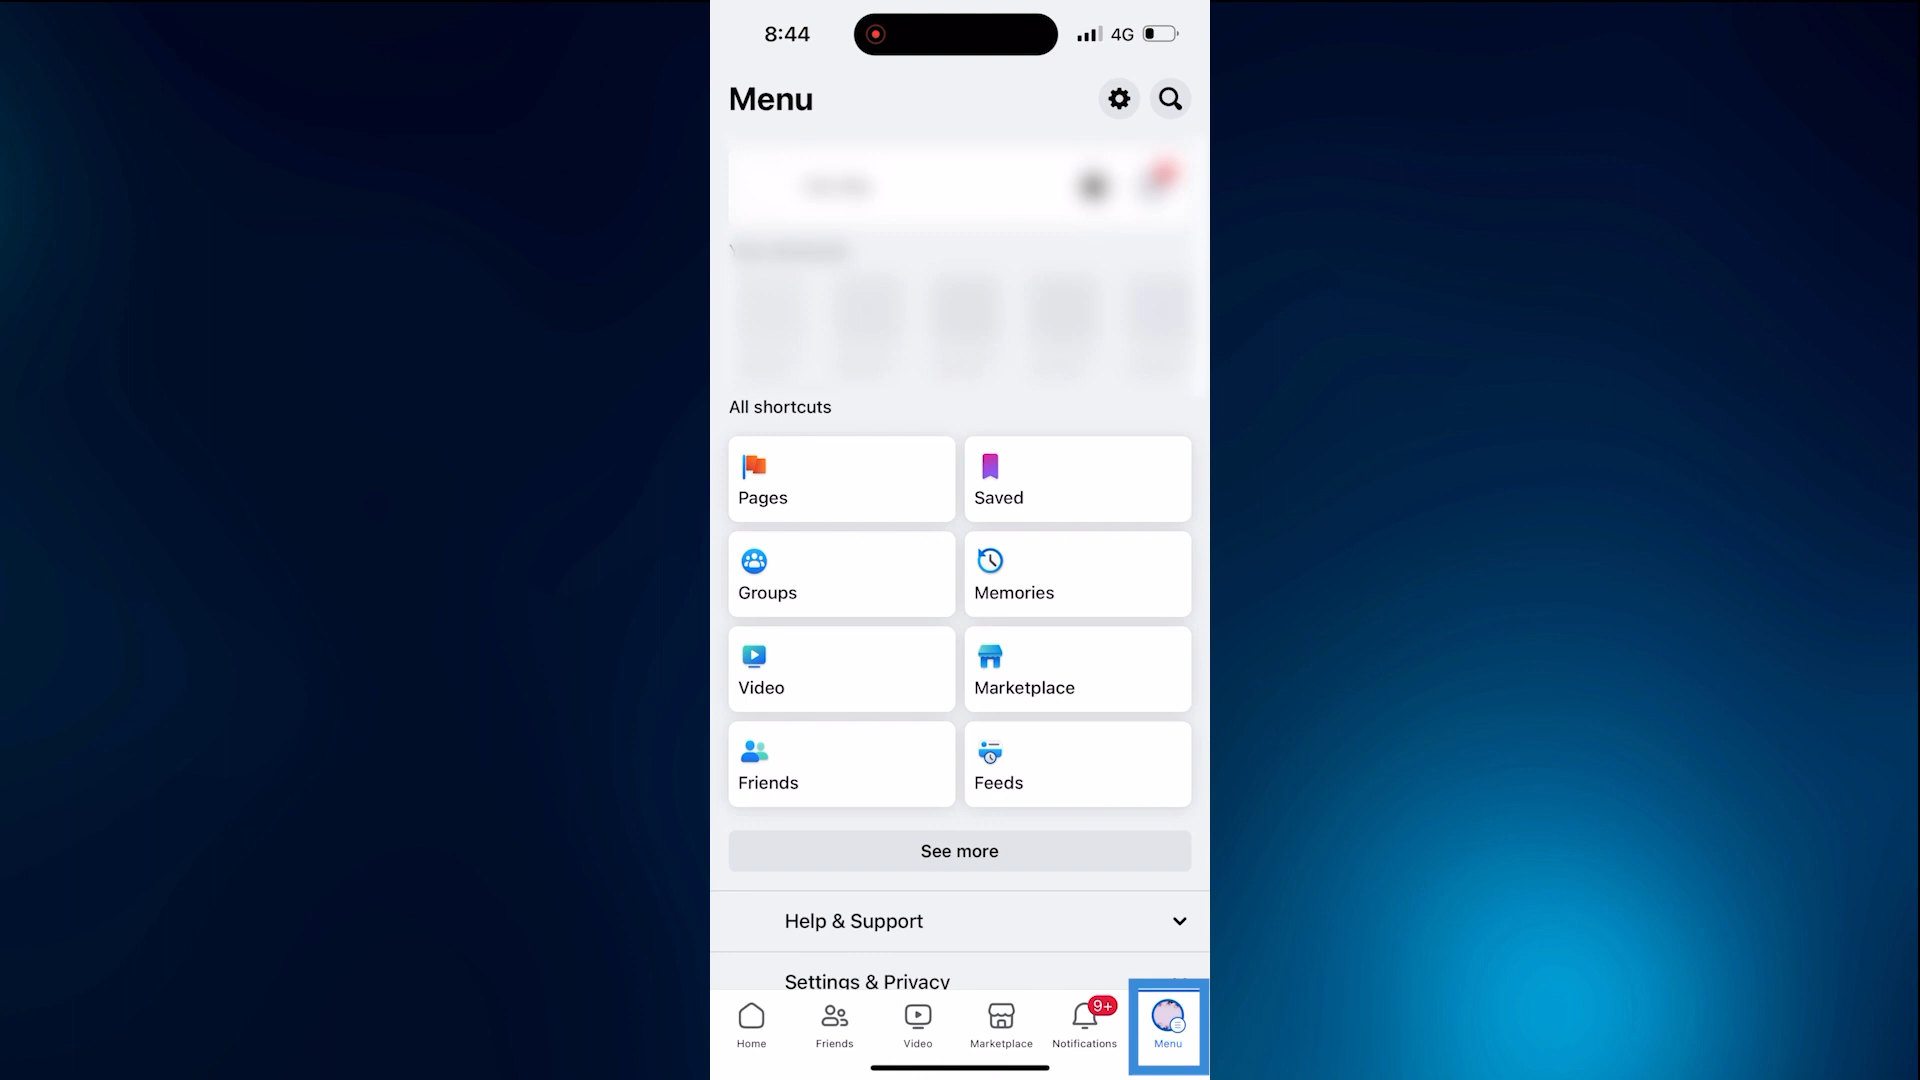 8:44
4G
Menu
All shortcuts
Pages
Saved
Groups
Memories
Video
Marketplace
Friends
Feeds
See more
Help & Support
Settings & Privacy
9+
Home
Friends
Video
Marketplace
Notifications
Menu